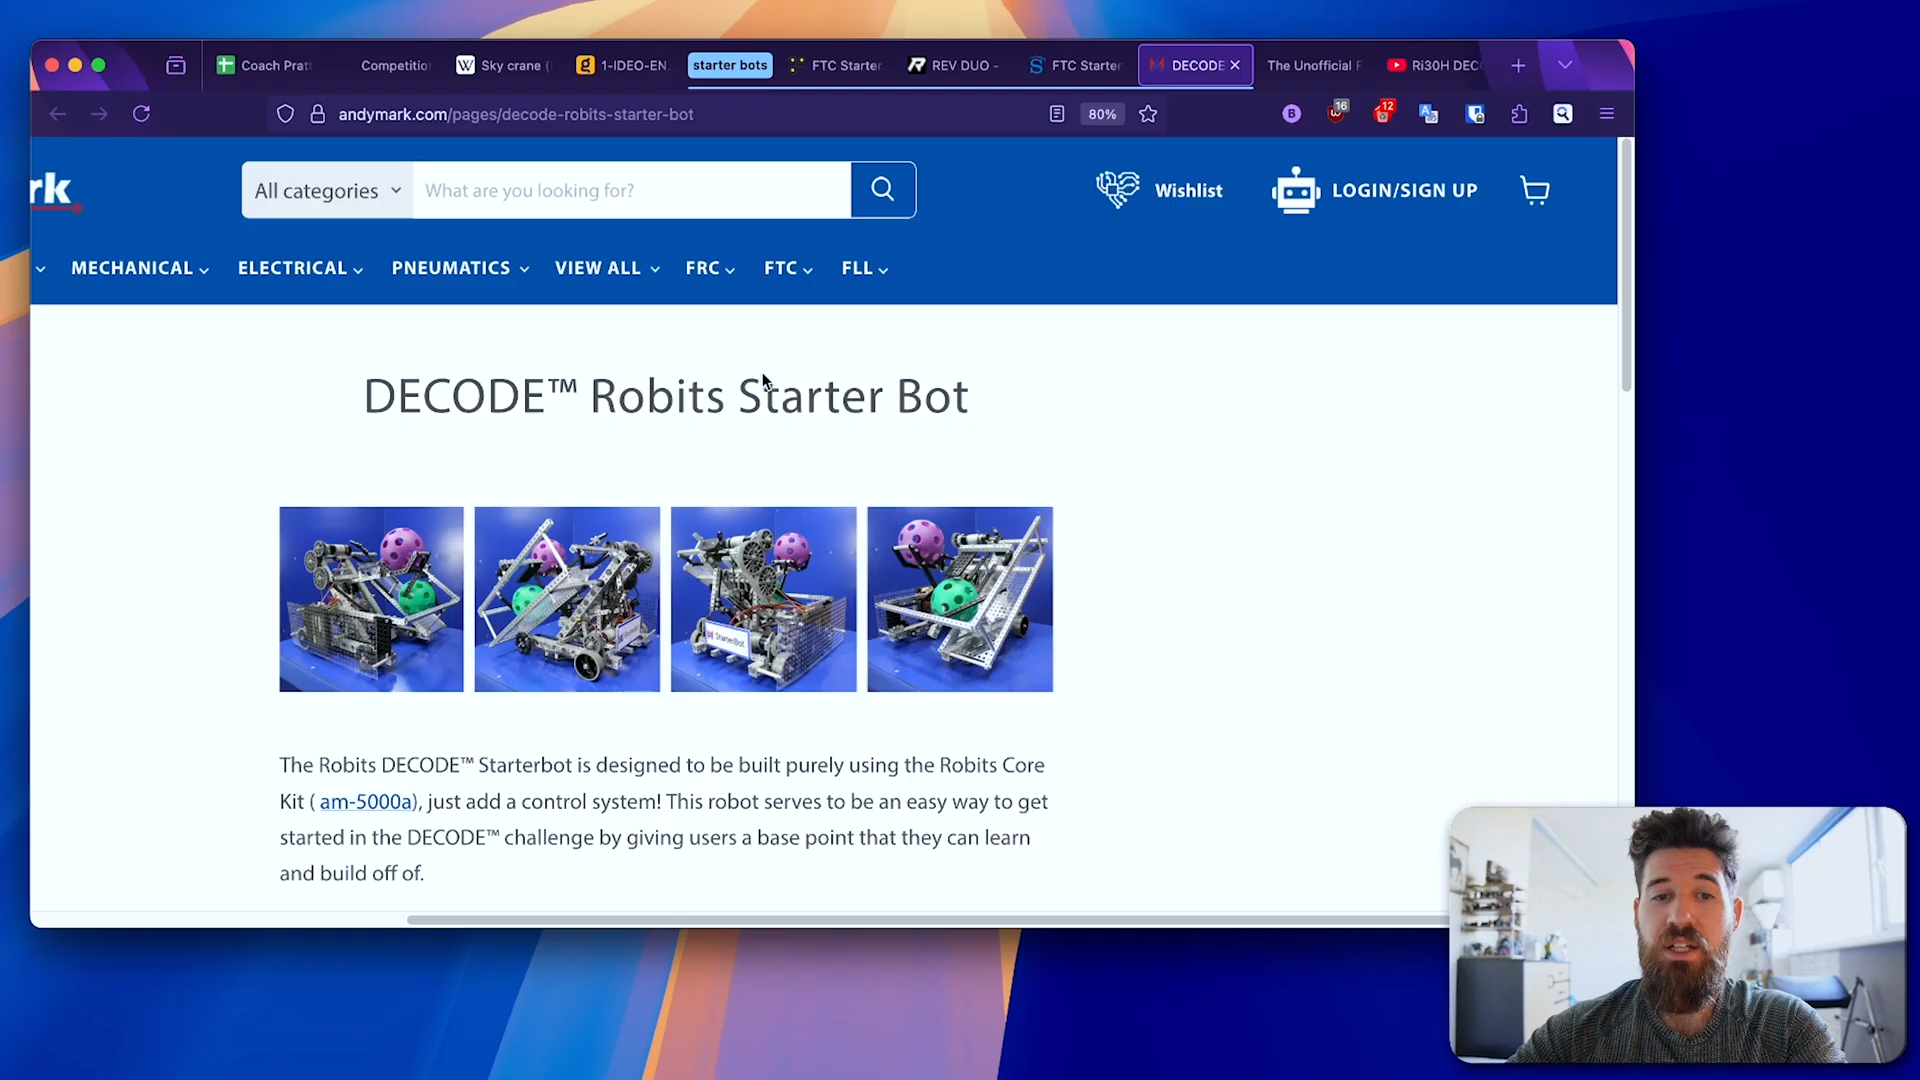 Coach Prat
Competitio
W Sky crane (
g 1-IDEO-EN
starter bots
FTC Starter
REV DUO -
FTC Starter
DECODE
The Unofficial F
Ri30H DEC
andymark.com/pages/decode-robits-starter-bot
80%
B
16
12
rk
All categories
What are you looking for?
Wishlist
LOGIN/SIGN UP
MECHANICAL
ELECTRICAL
PNEUMATICS
VIEW ALL
FRC
FTC
FLL
DECODE™ Robits Starter Bot
StarterBot
The Robits DECODE™ Starterbot is designed to be built purely using the Robits Core
Kit ( am-5000a), just add a control system! This robot serves to be an easy way to get
started in the DECODE™ challenge by giving users a base point that they can learn
and build off of.